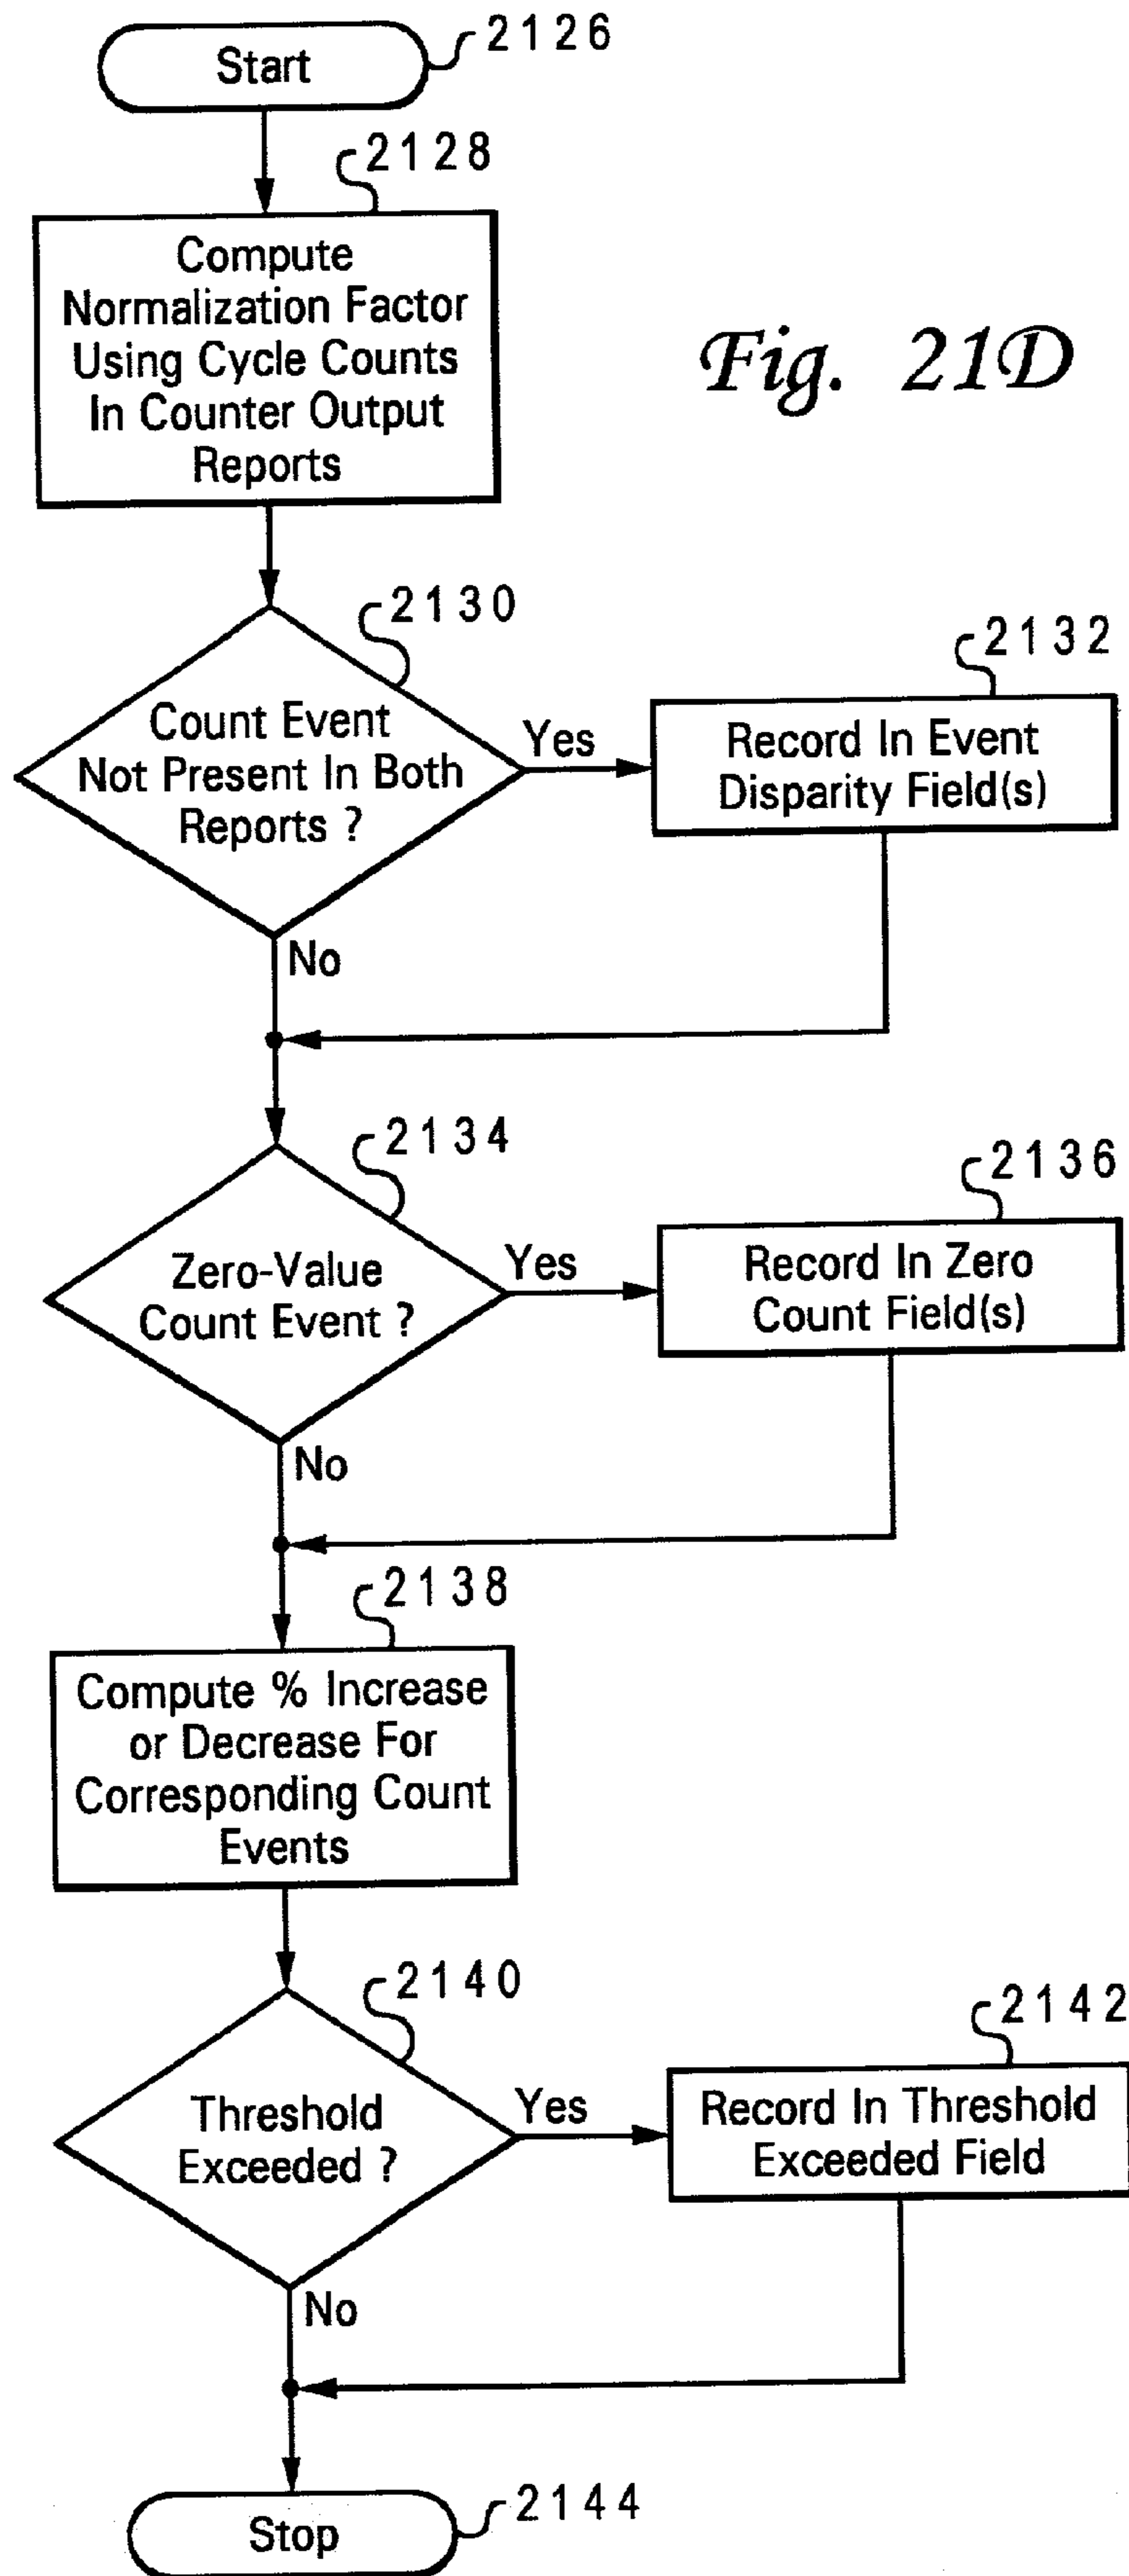 Start
2126
2128
Compute
Normalization Factor
Using Cycle Counts
In Counter Output
Reports
Fig. 21D
2130
Count Event
Not Present In Both
Reports ?
Yes
2132
Record In Event
Disparity Field(s)
No
2134
Zero-Value
Count Event ?
Yes
2136
Record In Zero
Count Field(s)
No
2138
Compute % Increase
or Decrease For
Corresponding Count
Events
2140
Threshold
Exceeded ?
Yes
2142
Record In Threshold
Exceeded Field
No
Stop
2144